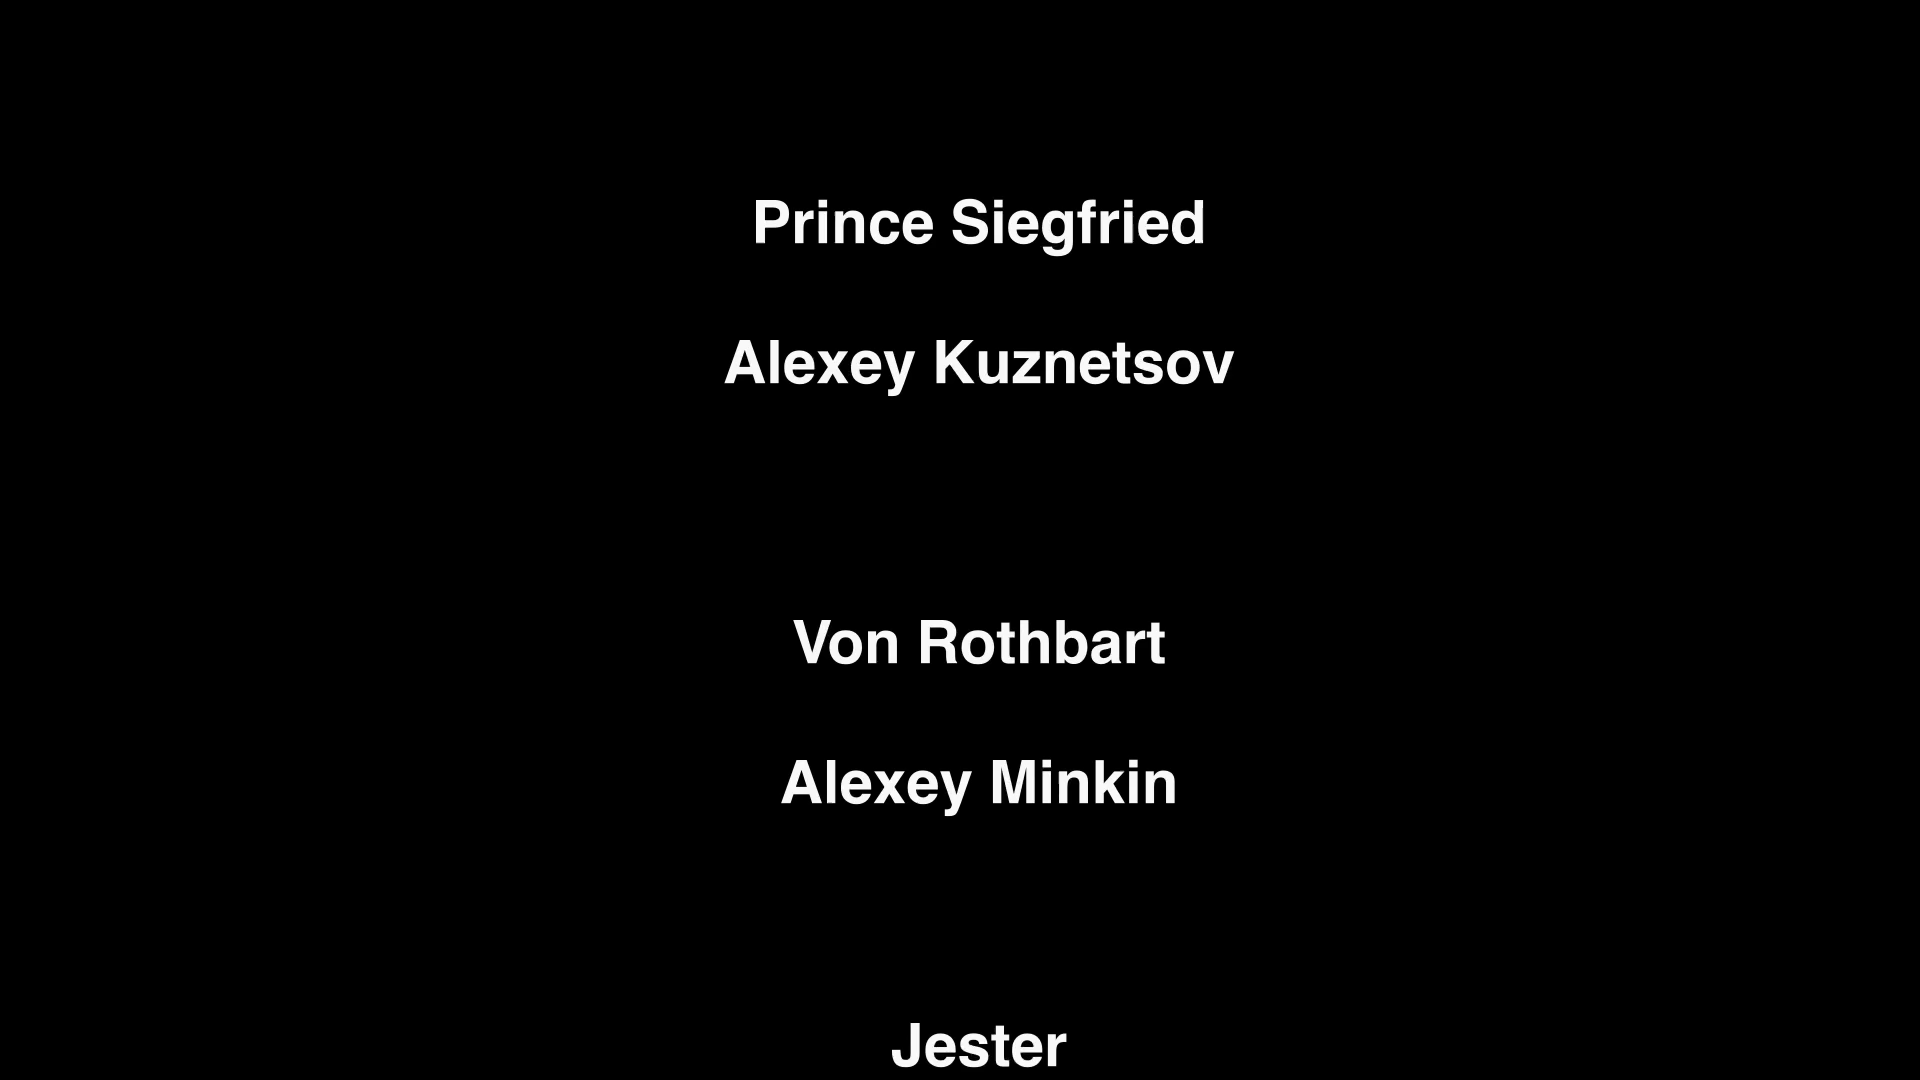 Prince Siegfried
Alexey Kuznetsov
Von Rothbart
Alexey Minkin
Jester